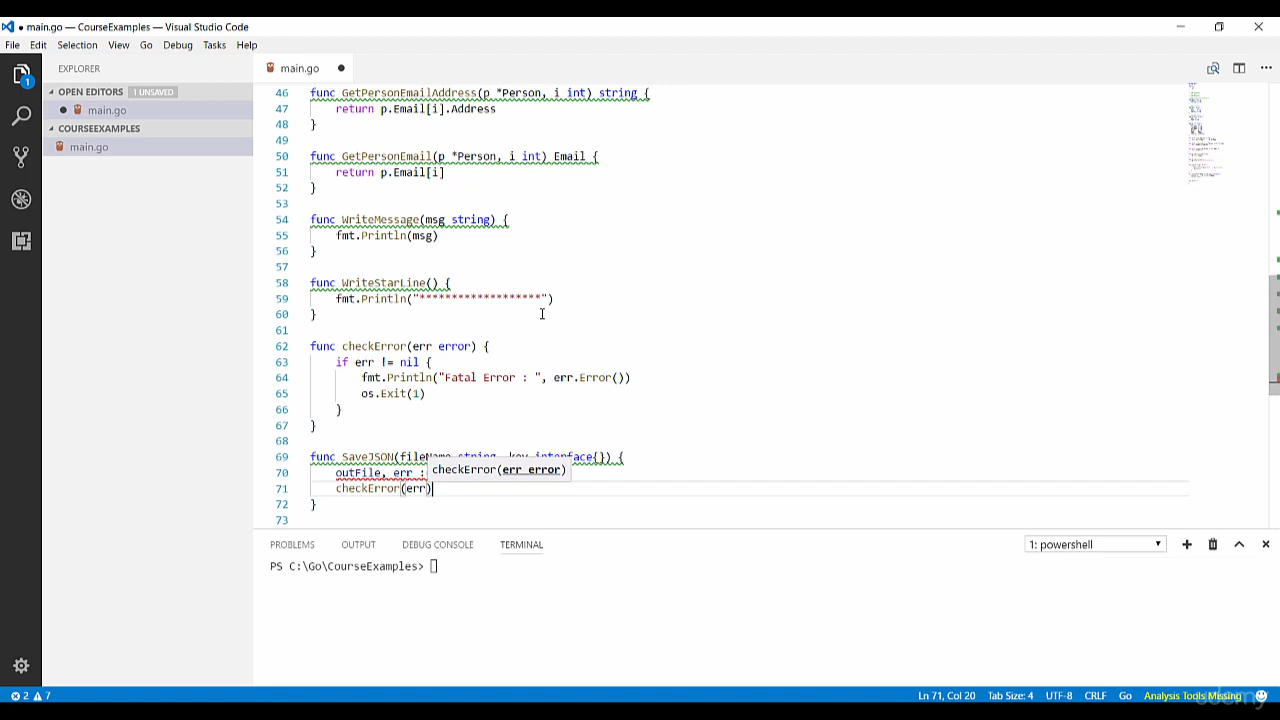 main.go — CourseExamples — Visual Studio Code
File Edit Selection View Go Debug Tasks Help
EXPLORER
main.go
OPEN EDITORS 1 UNSAVED
main.go
COURSEEXAMPLES
main.go
1
46 func GetPersonEmailAddress(p *Person, i int) string {
47 return p.Email[i].Address
48 }
49
50 func GetPersonEmail(p *Person, i int) Email {
51 return p.Email[i]
52 }
53
54 func WriteMessage(msg string) {
55 fmt.Println(msg)
56 }
57
58 func WriteStarLine() {
59 fmt.Println("*******************")
60 }
61
62 func checkError(err error) {
63 if err != nil {
64 fmt.Println("Fatal Error : ", err.Error())
65 os.Exit(1)
66 }
67 }
68
69 func SaveJSON(fileName string, key interface{}) {
70 outFile, err :
checkError(err error)
71 checkError(err)
72 }
73
PROBLEMS OUTPUT DEBUG CONSOLE TERMINAL 1: powershell
PS C:\Go\CourseExamples>
2 7 Ln 71, Col 20 Tab Size: 4 UTF-8 CRLF Go Analysis Tools Missing
udemy